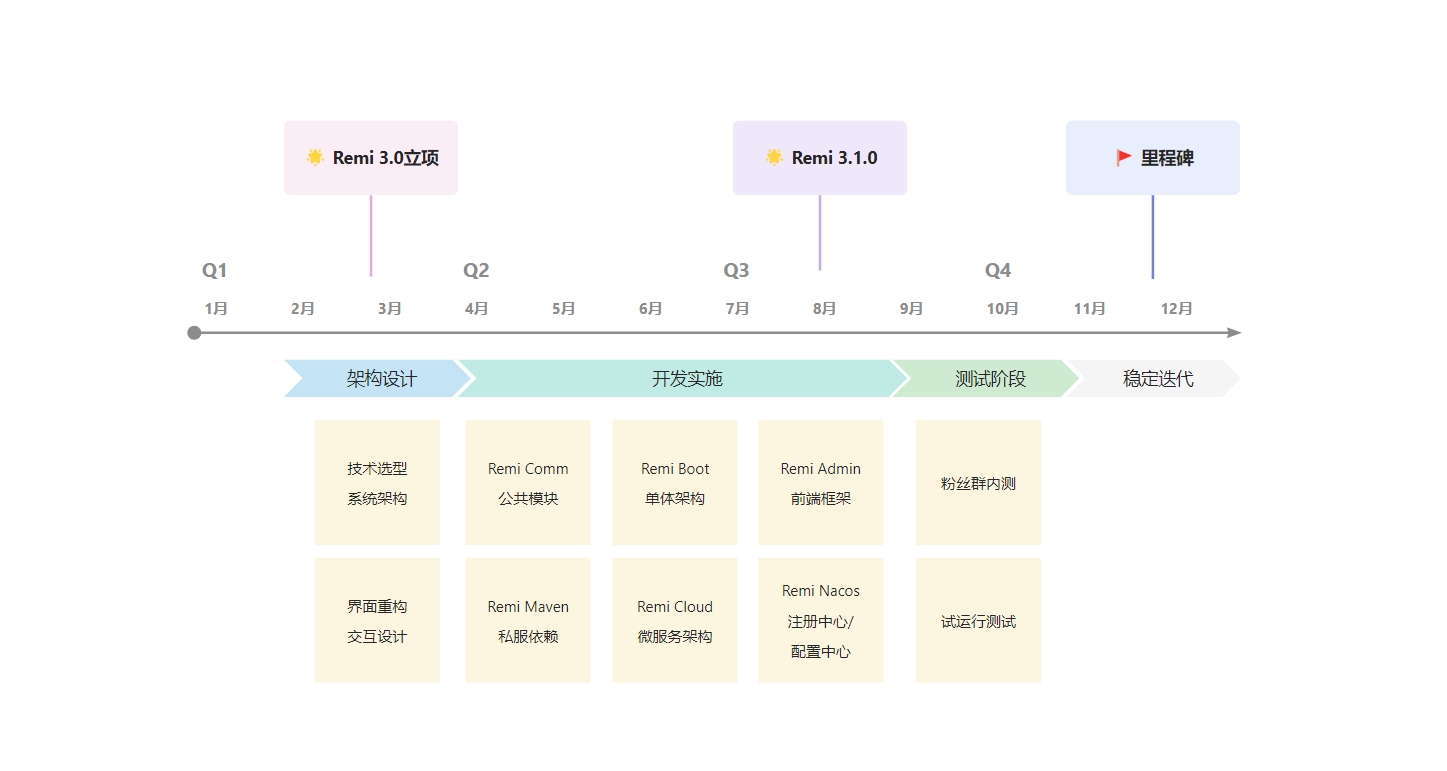 Remi 3.0立项
Remi 3.1.0
里程碑
Q1
Q2
Q3
Q4
1月
2月
3月
4月
5月
6月
7月
8月
9月
10月
11月
12月
架构设计
开发实施
测试阶段
稳定迭代
技术选型
系统架构
Remi Comm
公共模块
Remi Boot
单体架构
Remi Admin
前端框架
粉丝群内测
界面重构
交互设计
Remi Maven
私服依赖
Remi Cloud
微服务架构
Remi Nacos
注册中心/
配置中心
试运行测试